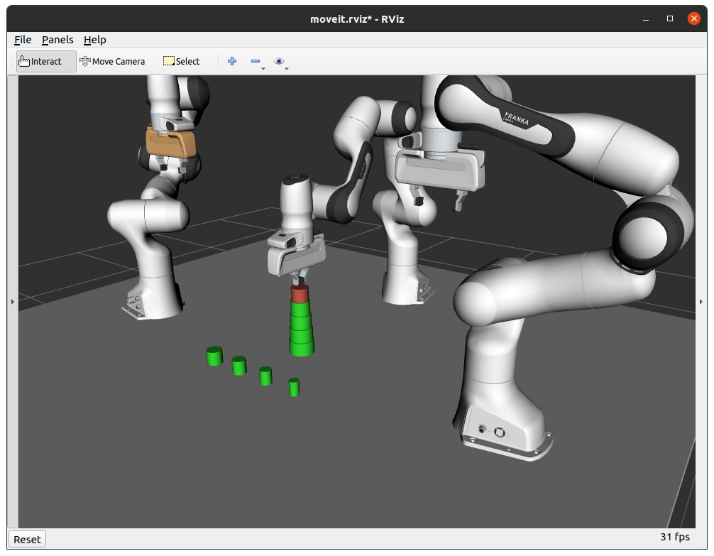 moveit.rviz* - RViz
File Panels Help
Interact Move Camera Select
FRANKA
Reset 31 fps